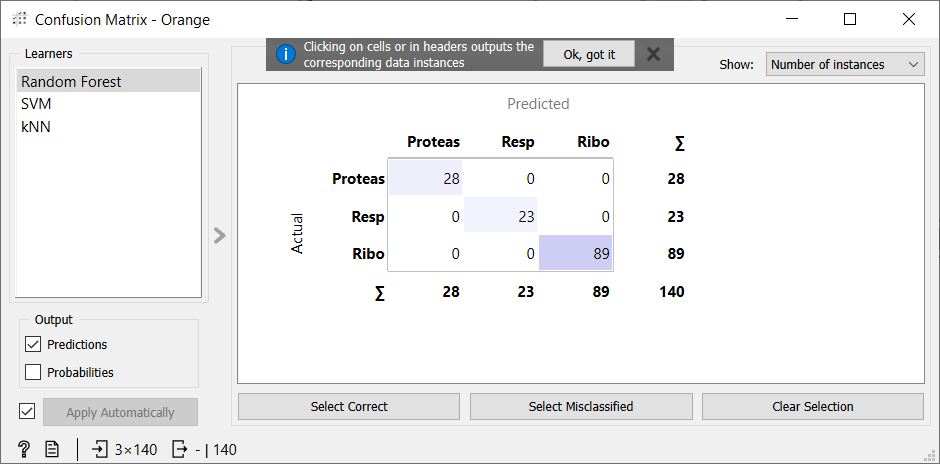 Confusion Matrix - Orange
Learners
Random Forest
SVM
kNN
Output
Predictions
Probabilities
Apply Automatically
3×140
- | 140
Clicking on cells or in headers outputs the
corresponding data instances
Ok, got it
Show: Number of instances
Predicted
Proteas Resp Ribo ∑
Actual
Proteas 28 0 0 28
Resp 0 23 0 23
Ribo 0 0 89 89
∑ 28 23 89 140
Select Correct
Select Misclassified
Clear Selection